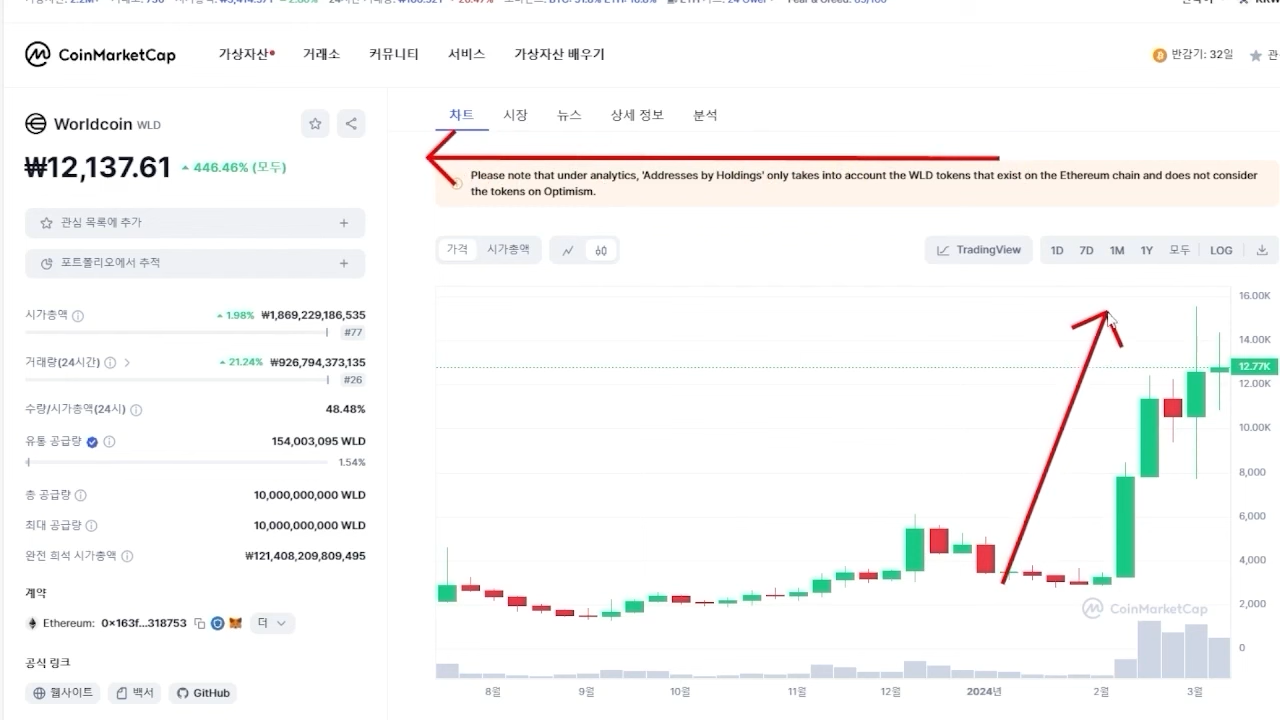 CoinMarketCap
가상자산 거래소 커뮤니티 서비스 가상자산 배우기
반감기: 32일
Worldcoin WLD
₩12,137.61 446.46% (모두)
관심 목록에 추가 +
포트폴리오에서 추적 +
시가총액 1.98% ₩1,869,229,186,535
#77
거래량(24시간) 21.24% ₩926,794,373,135
#26
수량/시가총액(24시) 48.48%
유통 공급량 154,003,095 WLD
1.54%
총 공급량 10,000,000,000 WLD
최대 공급량 10,000,000,000 WLD
완전 희석 시가총액 ₩121,408,209,809,495
계약
Ethereum: 0x163f...318753 더
공식 링크
웹사이트 백서 GitHub
차트 시장 뉴스 상세 정보 분석
Please note that under analytics, 'Addresses by Holdings' only takes into account the WLD tokens that exist on the Ethereum chain and does not consider
the tokens on Optimism.
가격 시가총액
TradingView 1D 7D 1M 1Y 모두 LOG
16.00K
14.00K
12.77K
12.00K
10.00K
8,000
6,000
4,000
2,000
0
CoinMarketCap
8월 9월 10월 11월 12월 2024년 2월 3월